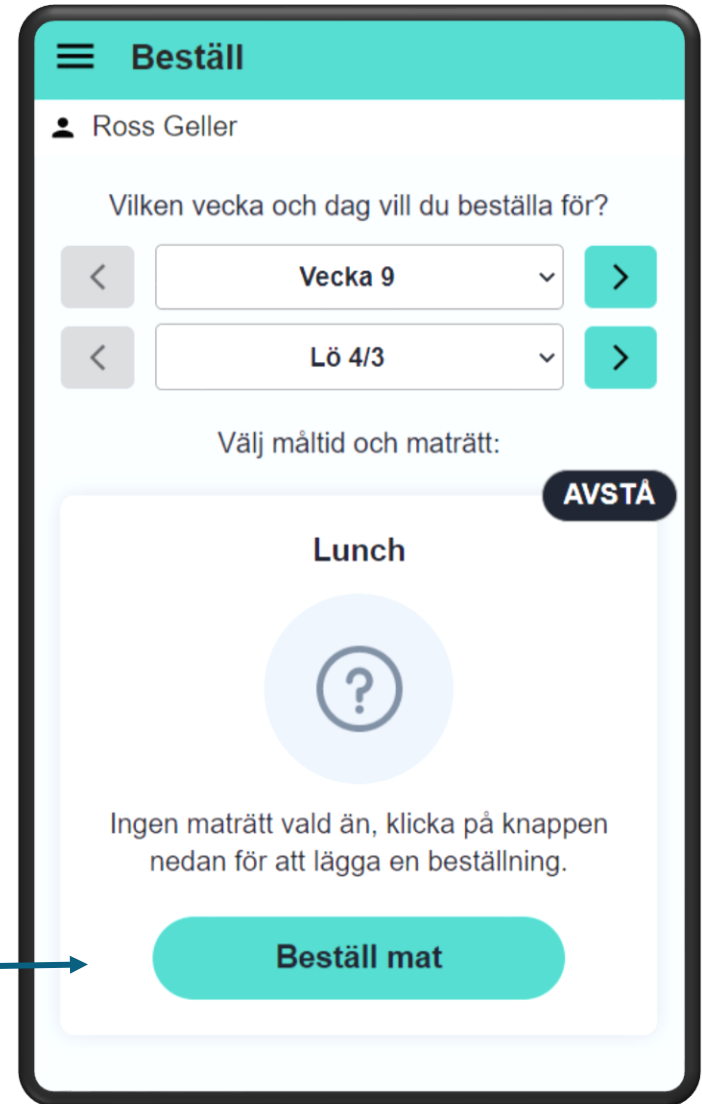 Beställ
Ross Geller
Vilken vecka och dag vill du beställa för?
Vecka 9
Lö 4/3
Välj måltid och maträtt:
AVSTÅ
Lunch
?
Ingen maträtt vald än, klicka på knappen
nedan för att lägga en beställning.
Beställ mat